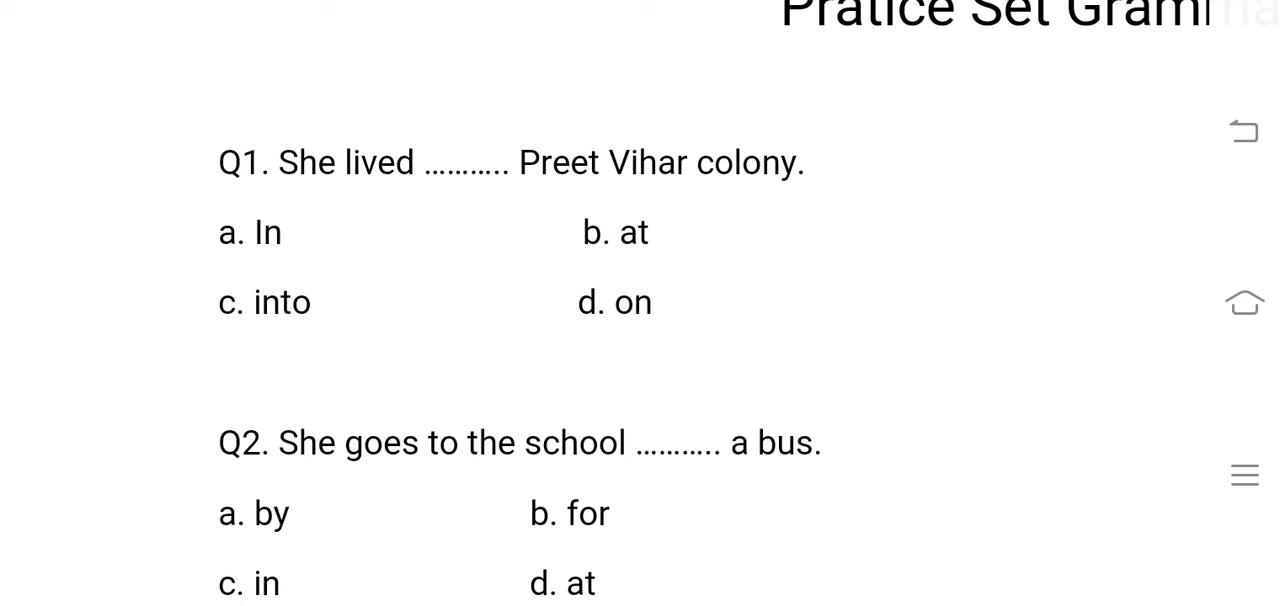 Pratice Set Gramma
Q1. She lived ........... Preet Vihar colony.
a. In b. at
c. into d. on
Q2. She goes to the school ........... a bus.
a. by b. for
c. in d. at